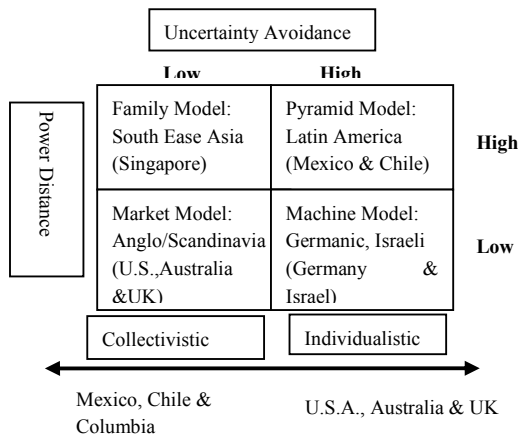 Uncertainty Avoidance
Low High
Power Distance
Family Model:
South Ease Asia
(Singapore)
Pyramid Model:
Latin America
(Mexico & Chile)
High
Market Model:
Anglo/Scandinavia
(U.S.,Australia
&UK)
Machine Model:
Germanic, Israeli
(Germany &
Israel)
Low
Collectivistic
Individualistic
Mexico, Chile &
Columbia
U.S.A., Australia & UK